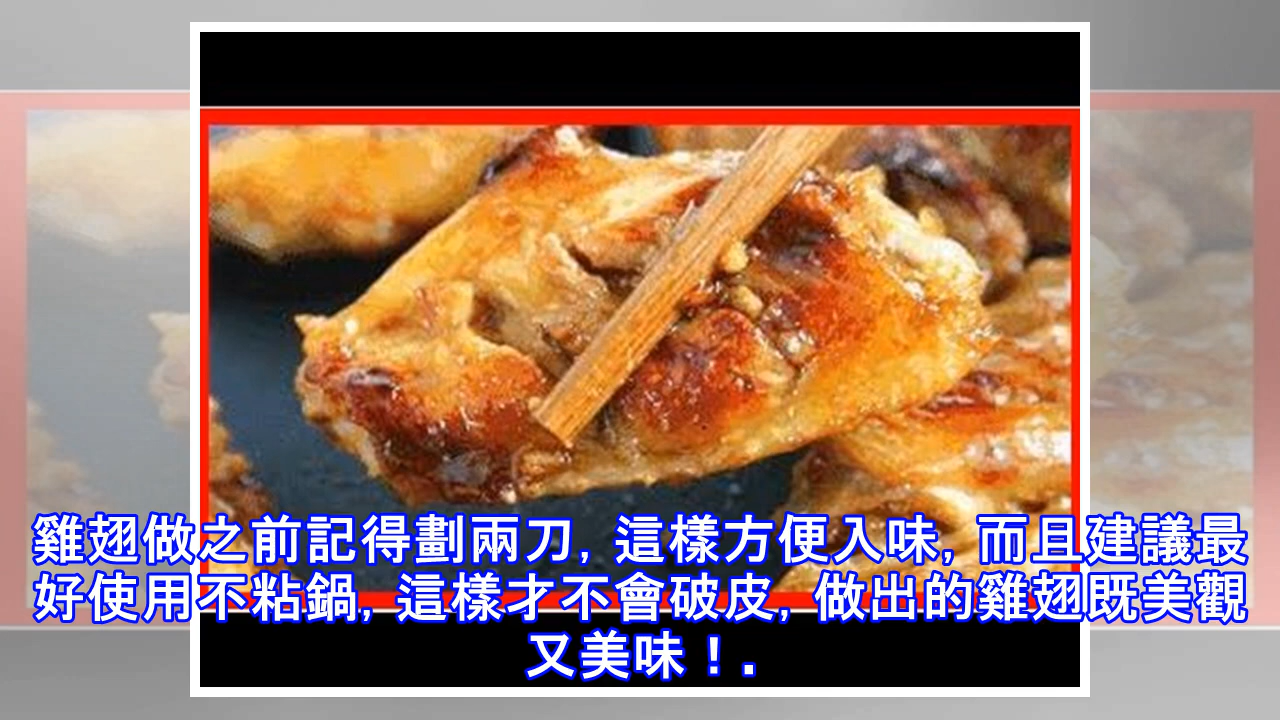 雞翅做之前記得劃兩刀, 這樣方便入味, 而且建議最
好使用不粘鍋, 這樣才不會破皮, 做出的雞翅既美觀
又美味！.